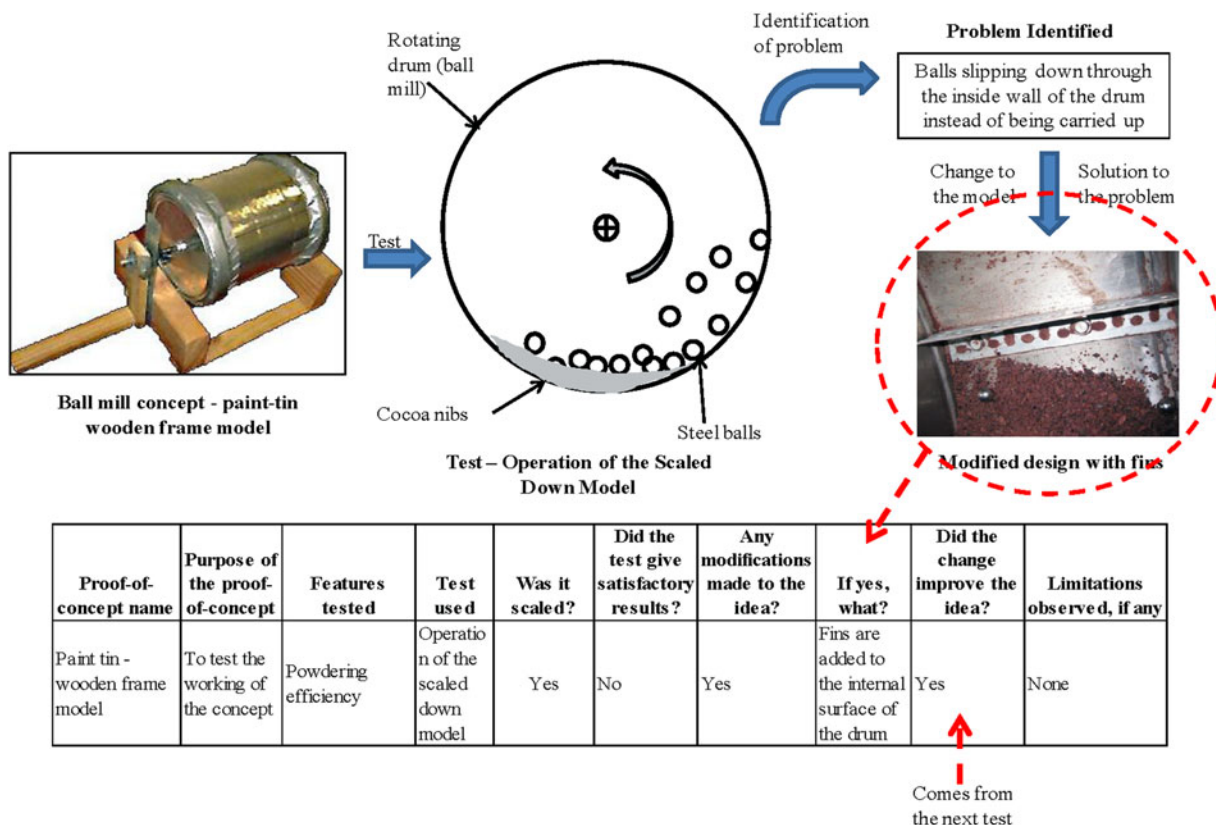 Identification
of problem
Problem Identified
Rotating
drum (ball
mill)
Balls slipping down through
the inside wall of the drum
instead of being carried up
Change to
the model
Solution to
the problem
Test
Cocoa nibs
Steel balls
Ball mill concept - paint-tin
wooden frame model
Test – Operation of the Scaled
Down Model
Modified design with fins
Proof-of-
concept name
Purpose of
the proof-
of-concept
Features
tested
Test
used
Was it
scaled?
Did the
test give
satisfactory
results?
Any
modifications
made to the
idea?
If yes,
what?
Did the
change
improve the
idea?
Limitations
observed, if any
Paint tin -
wooden frame
model
To test the
working of
the concept
Powdering
efficiency
Operatio
n of the
scaled
down
model
Yes
No
Yes
Fins are
added to
the internal
surface of
the drum
Yes
None
Comes from
the next test